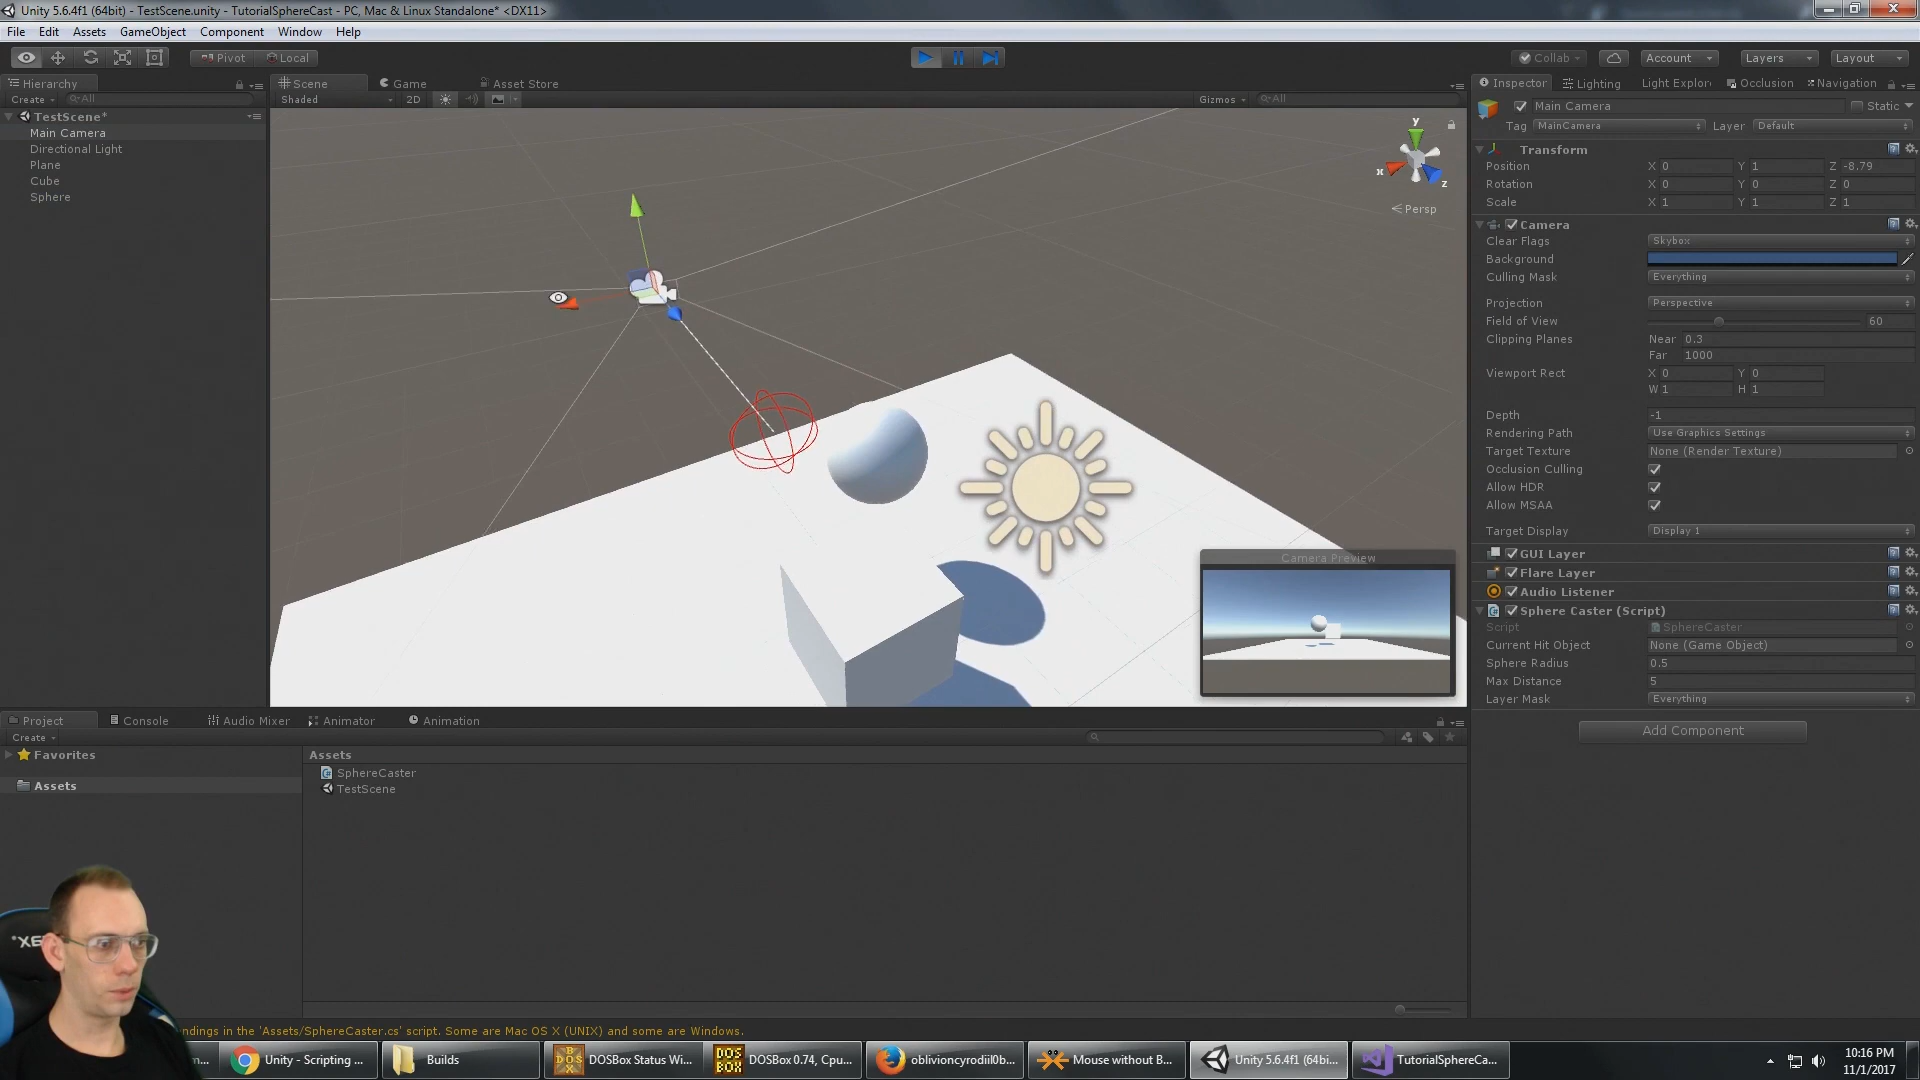 Unity 5.6.4f1 (64bit) - TestScene.unity - TutorialSphereCast - PC, Mac & Linux Standalone* <DX11>
File Edit Assets GameObject Component Window Help
Pivot Local Collab Account Layers Layout
Hierarchy
Create All
TestScene*
Main Camera
Directional Light
Plane
Cube
Sphere
Scene Game Asset Store
Shaded 2D Gizmos All
y
x
z
Persp
Camera Preview
Inspector Lighting Light Explor Occlusion Navigation
Main Camera Static
Tag MainCamera Layer Default
Transform
Position X 0 Y 1 Z -8.79
Rotation X 0 Y 0 Z 0
Scale X 1 Y 1 Z 1
Camera
Clear Flags Skybox
Background
Culling Mask Everything
Projection Perspective
Field of View 60
Clipping Planes Near 0.3
Far 1000
Viewport Rect X 0 Y 0
W 1 H 1
Depth -1
Rendering Path Use Graphics Settings
Target Texture None (Render Texture)
Occlusion Culling
Allow HDR
Allow MSAA
Target Display Display 1
GUI Layer
Flare Layer
Audio Listener
Sphere Caster (Script)
Script SphereCaster
Current Hit Object None (Game Object)
Sphere Radius 0.5
Max Distance 5
Layer Mask Everything
Add Component
Project Console Audio Mixer Animator Animation
Create
Favorites
Assets
Assets
SphereCaster
TestScene
ndings in the 'Assets/SphereCaster.cs' script. Some are Mac OS X (UNIX) and some are Windows.
Unity - Scripting ... Builds DOSBox Status Wi... DOSBox 0.74, Cpu... oblivioncyrodiil0b... Mouse without B... Unity 5.6.4f1 (64bi... TutorialSphereCa...
10:16 PM
11/1/2017